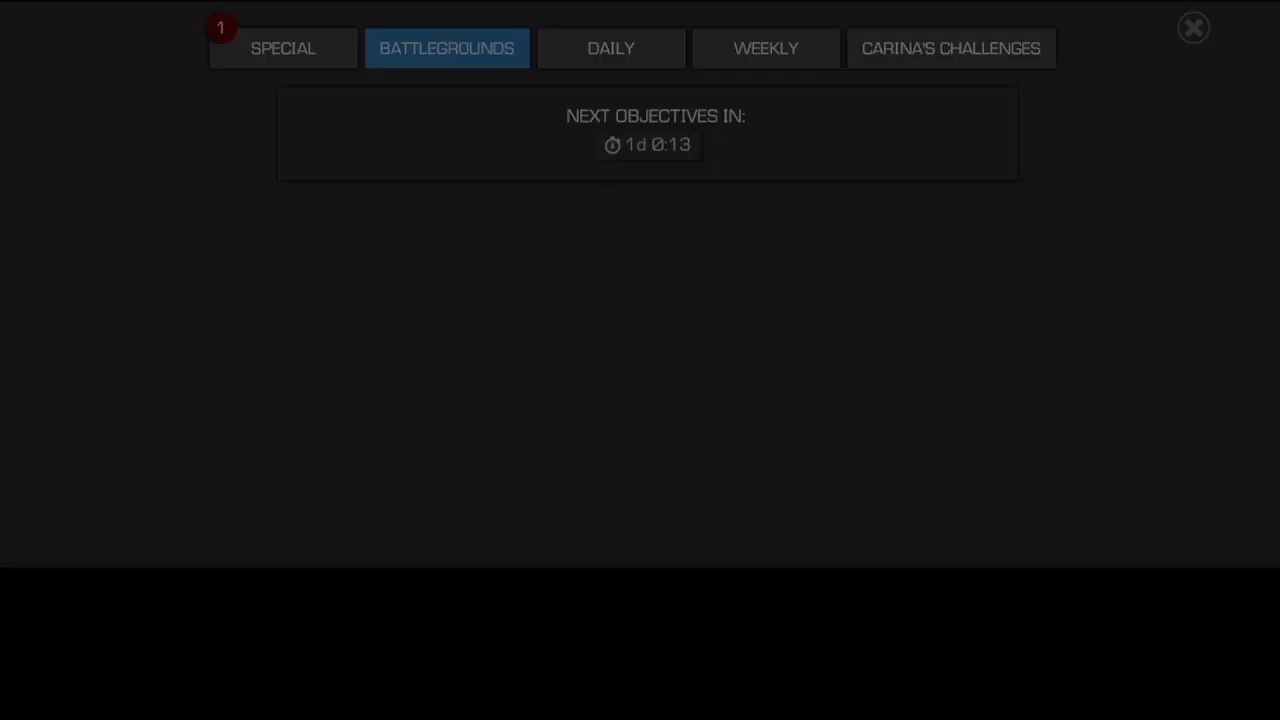 1
SPECIAL BATTLEGROUNDS DAILY WEEKLY CARINA'S CHALLENGES
NEXT OBJECTIVES IN:
1d 0:13